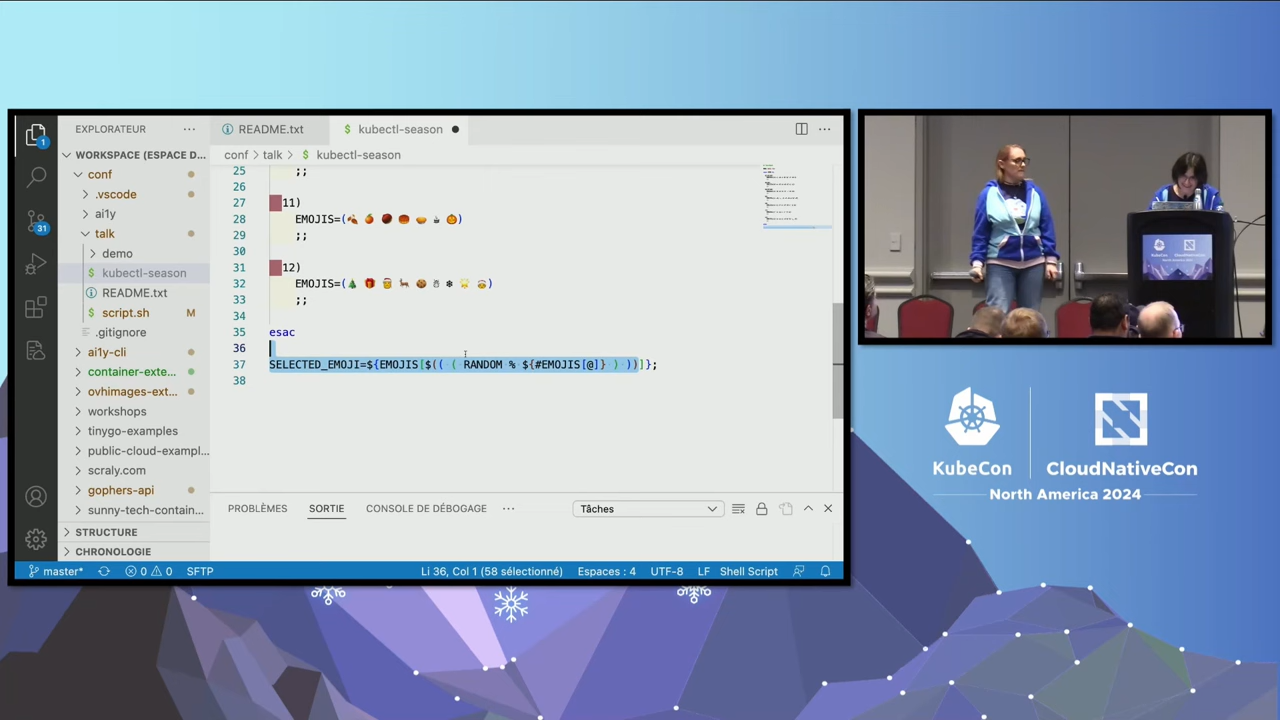 EXPLORATEUR ···
README.txt
$ kubectl-season
WORKSPACE (ESPACE D...
conf > talk > $ kubectl-season
conf
.vscode
ai1y
talk
demo
$ kubectl-season
README.txt
$ script.sh M
.gitignore
ai1y-cli
container-exte...
ovhimages-ext...
workshops
tinygo-examples
public-cloud-exampl...
scraly.com
gophers-api
sunny-tech-contain...
STRUCTURE
CHRONOLOGIE
1
31
25 ;;
26
27 11)
28 EMOJIS=(🍂 🍐 🌰 🍔 🥧 ☕ 🎃)
29 ;;
30
31 12)
32 EMOJIS=(🎄 🎁 🍺 🦌 🍪 ☃ ❄ 🌟 🤶)
33 ;;
34
35 esac
36
37 SELECTED_EMOJI=${EMOJIS[$(( ( RANDOM % ${#EMOJIS[@]} ) ))]};
38
PROBLÈMES SORTIE CONSOLE DE DÉBOGAGE ···
Tâches
master* 0 0 SFTP
Li 36, Col 1 (58 sélectionné) Espaces : 4 UTF-8 LF Shell Script
KubeCon
CloudNativeCon
North America 2024
KubeCon
CloudNativeCon